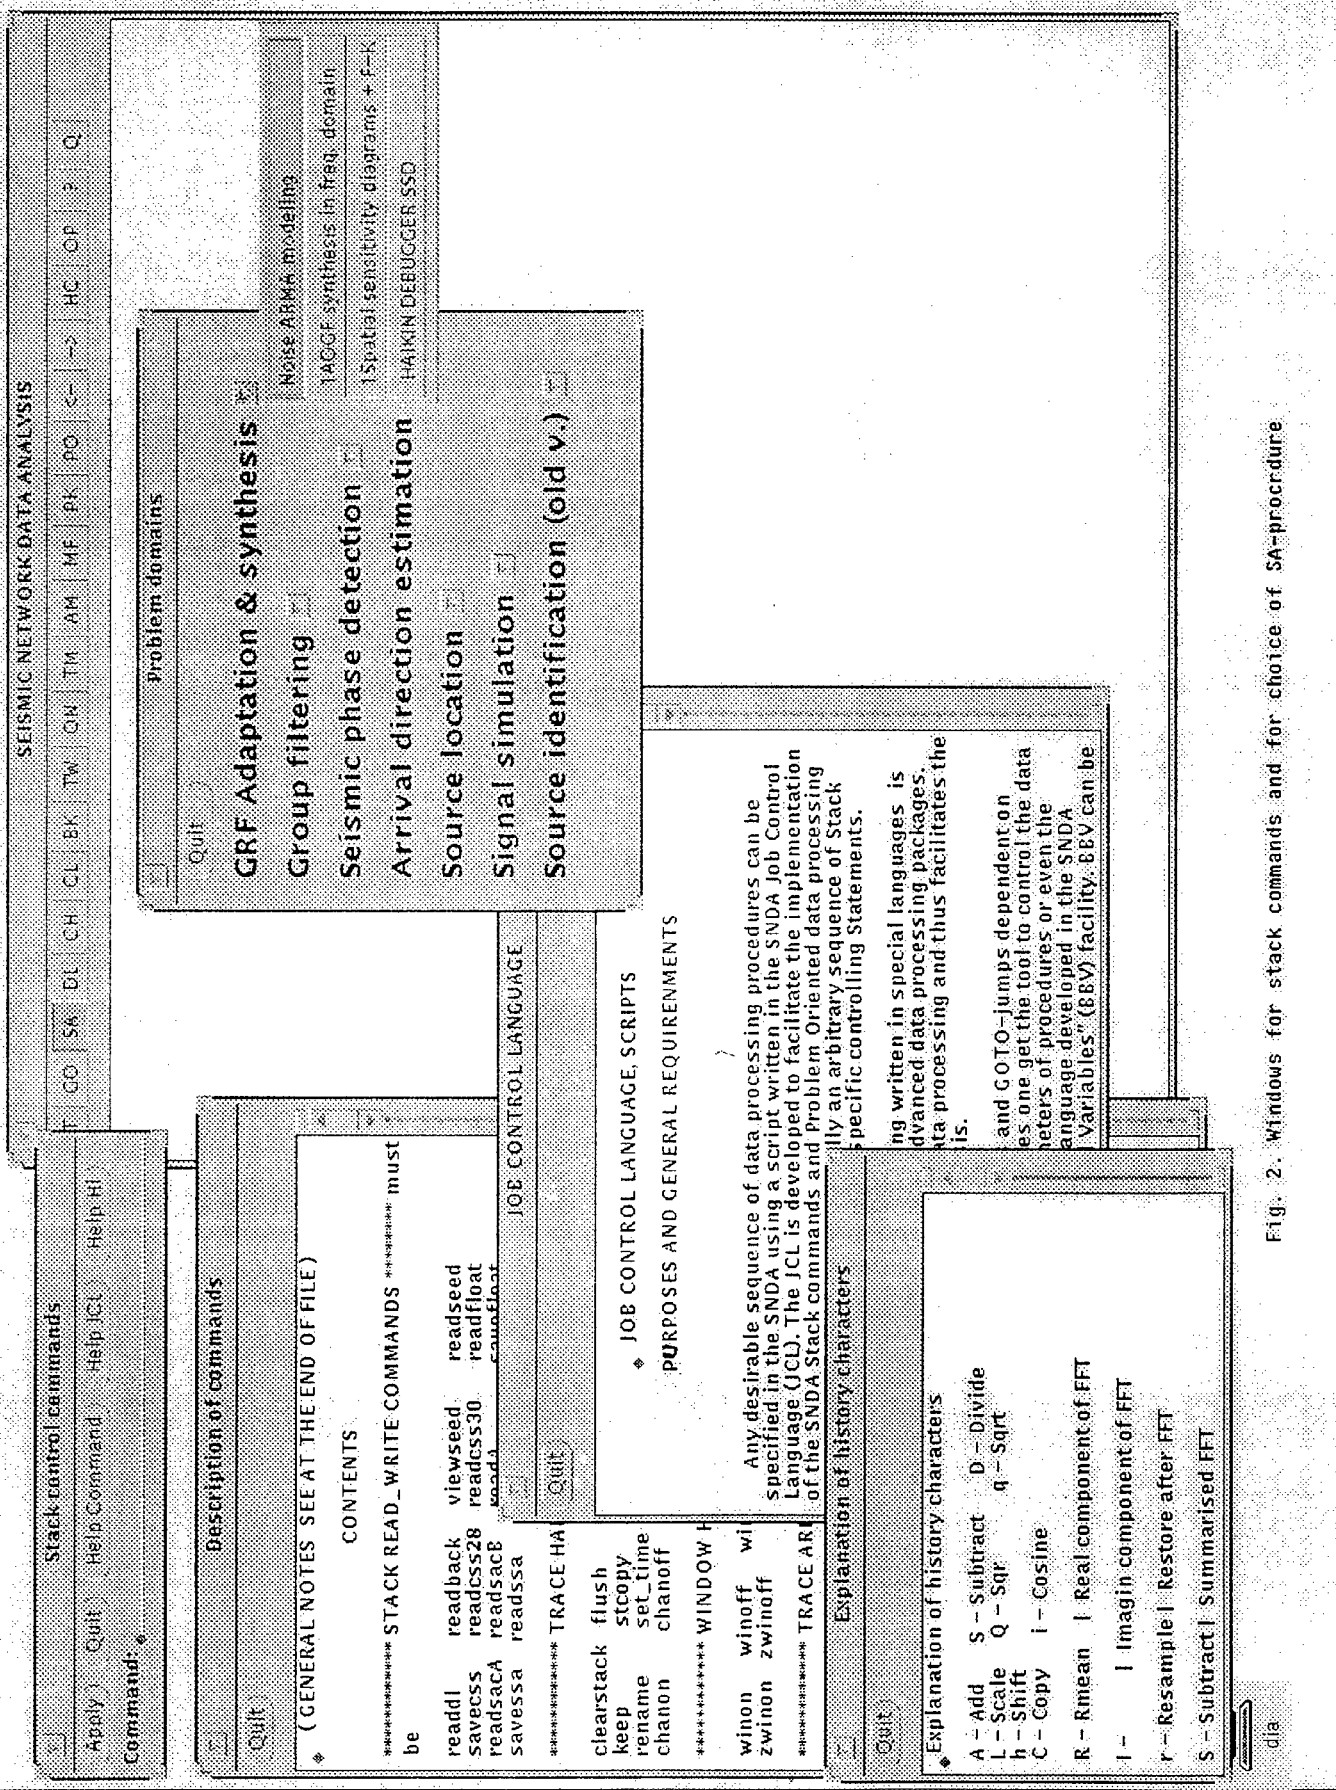 SEISMIC NETWORK DATA ANALYSIS
GO SA DL CH CL BK TW ON TM AM MF PK PO <- -> HC OP ? Q
Stack control commands
Apply ! Quit Help Command Help JCL Help HI
Command:
Description of commands
Quit
(GENERAL NOTES SEE AT THE END OF FILE)
CONTENTS
STACK READ_WRITE COMMANDS ******** must
be
readdl readback viewseed readseed
savecss readcss28 readcss30 readfloat
readsacA readsacB
savessa readssa
TRACE HA
clearstack flush
keep stcopy
rename set_time
chanon chanoff
WINDOW
winon winoff wi
zwinon zwinoff
TRACE ARI
Problem domains
Quit
GRF Adaptation & synthesis
Group filtering
Seismic phase detection
Arrival direction estimation
Source location
Signal simulation
Source identification (old v.)
Noise ARMA modeling
1AOGF synthesis in freq. domain
1Spatial sensitivity diagrams + F-K
HAIKIN DEBUGGER SSD
JOB CONTROL LANGUAGE
Quit
JOB CONTROL LANGUAGE, SCRIPTS
PURPOSES AND GENERAL REQUIRENMENTS
Any desirable sequence of data processing procedures can be
specified in the SNDA using a script written in the SNDA Job Control
Language (JCL). The JCL is developed to facilitate the implementation
of the SNDA Stack commands and Problem Oriented data processing
lly an arbitrary sequence of Stack
pecific controlling Statements.
ng written in special languages is
dvanced data processing packages.
ata processing and thus facilitates the
is.
and GOTO-jumps dependent on
es one get the tool to control the data
neters of procedures or even the
anguage developed in the SNDA
Variables" (BBV) facility. BBV can be
Explanation of history characters
Quit
Explanation of history characters
A - Add S - Subtract D - Divide
L - Scale Q - Sqr q - Sqrt
h - Shift
C - Copy i - Cosine
R - Rmean | Real component of FFT
I - | Imagin component of FFT
r - Resample | Restore after FFT
S - Subtract | Summarised FFT
dia
Fig. 2. Windows for stack commands and for choice of SA-procrdure